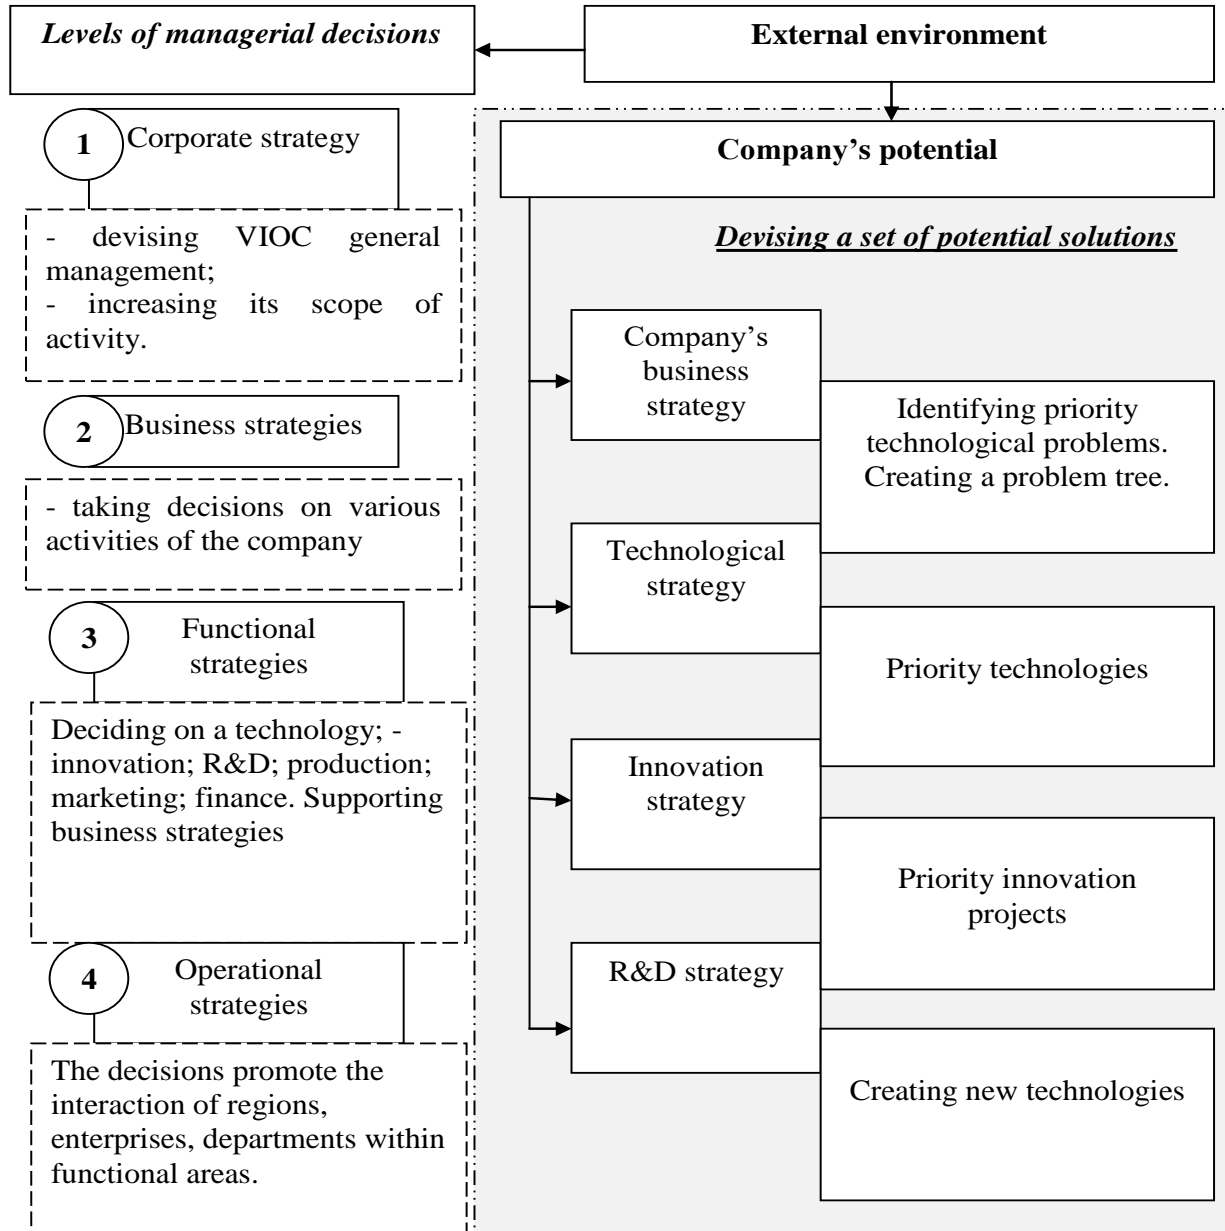 Levels of managerial decisions
External environment
1
Corporate strategy
- devising VIOC general
management;
- increasing its scope of
activity.
2
Business strategies
- taking decisions on various
activities of the company
3
Functional
strategies
Deciding on a technology; -
innovation; R&D; production;
marketing; finance. Supporting
business strategies
4
Operational
strategies
The decisions promote the
interaction of regions,
enterprises, departments within
functional areas.
Company’s potential
Devising a set of potential solutions
Company’s
business
strategy
Identifying priority
technological problems.
Creating a problem tree.
Technological
strategy
Priority technologies
Innovation
strategy
Priority innovation
projects
R&D strategy
Creating new technologies